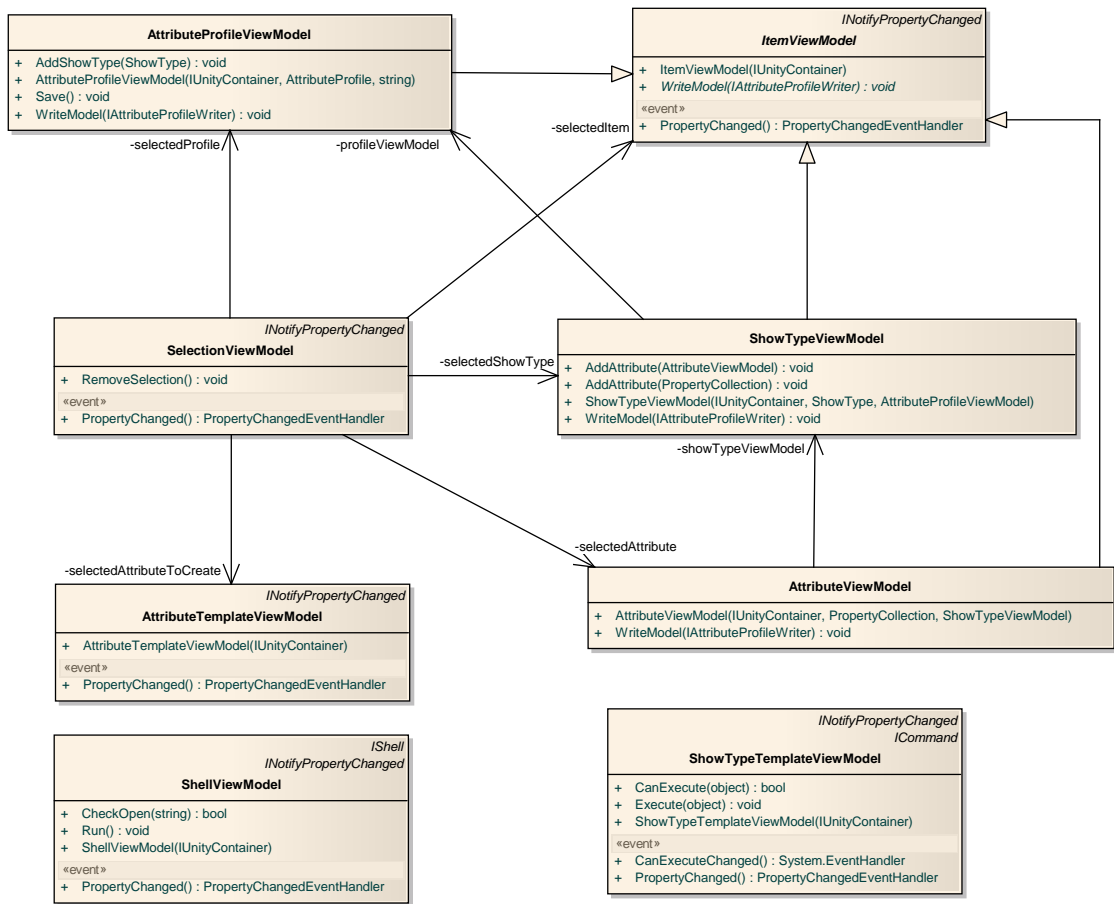 AttributeProfileViewModel
+ AddShowType(ShowType) : void
+ AttributeProfileViewModel(IUnityContainer, AttributeProfile, string)
+ Save() : void
+ WriteModel(IAttributeProfileWriter) : void
INotifyPropertyChanged
ItemViewModel
+ ItemViewModel(IUnityContainer)
+ WriteModel(IAttributeProfileWriter) : void
«event»
+ PropertyChanged() : PropertyChangedEventHandler
-selectedProfile
-profileViewModel
-selectedItem
INotifyPropertyChanged
SelectionViewModel
+ RemoveSelection() : void
«event»
+ PropertyChanged() : PropertyChangedEventHandler
-selectedShowType
ShowTypeViewModel
+ AddAttribute(AttributeViewModel) : void
+ AddAttribute(PropertyCollection) : void
+ ShowTypeViewModel(IUnityContainer, ShowType, AttributeProfileViewModel)
+ WriteModel(IAttributeProfileWriter) : void
-showTypeViewModel
-selectedAttributeToCreate
-selectedAttribute
INotifyPropertyChanged
AttributeTemplateViewModel
+ AttributeTemplateViewModel(IUnityContainer)
«event»
+ PropertyChanged() : PropertyChangedEventHandler
AttributeViewModel
+ AttributeViewModel(IUnityContainer, PropertyCollection, ShowTypeViewModel)
+ WriteModel(IAttributeProfileWriter) : void
IShell
INotifyPropertyChanged
ShellViewModel
+ CheckOpen(string) : bool
+ Run() : void
+ ShellViewModel(IUnityContainer)
«event»
+ PropertyChanged() : PropertyChangedEventHandler
INotifyPropertyChanged
ICommand
ShowTypeTemplateViewModel
+ CanExecute(object) : bool
+ Execute(object) : void
+ ShowTypeTemplateViewModel(IUnityContainer)
«event»
+ CanExecuteChanged() : System.EventHandler
+ PropertyChanged() : PropertyChangedEventHandler